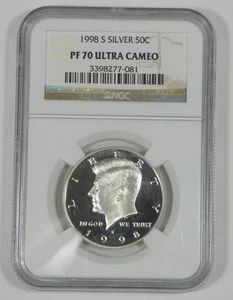 1998 S SILVER 50C
PF 70 ULTRA CAMEO
3398277-081
NGC
LIBERTY
IN GOD WE TRUST
S
1998